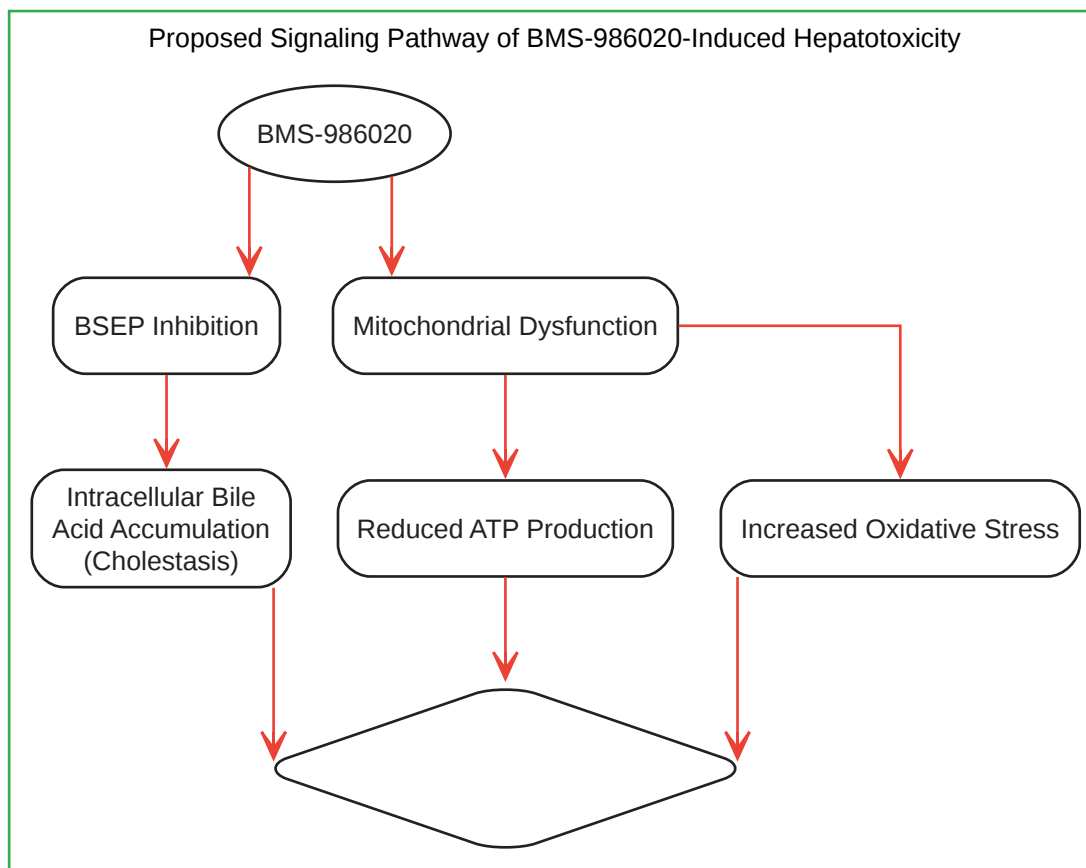 Proposed Signaling Pathway of BMS-986020-Induced Hepatotoxicity
BMS-986020
BSEP Inhibition
Mitochondrial Dysfunction
Intracellular Bile
Acid Accumulation
(Cholestasis)
Reduced ATP Production
Increased Oxidative Stress